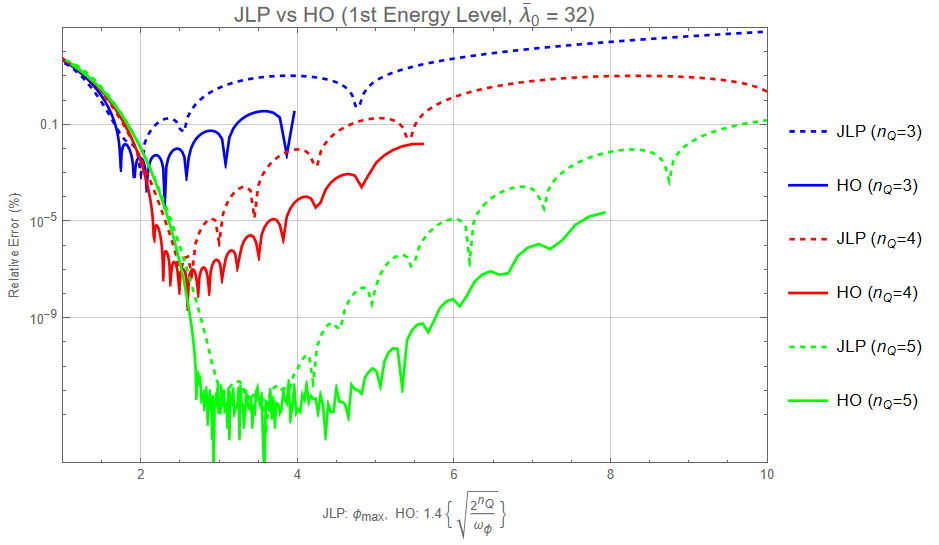 JLP vs HO (1st Energy Level, λ̄₀ = 32)
Relative Error (%)
0.1
10⁻⁵
10⁻⁹
2 4 6 8 10
JLP: ϕmax, HO: 1.4 { √(2^nQ / ωϕ) }
JLP (nQ=3)
HO (nQ=3)
JLP (nQ=4)
HO (nQ=4)
JLP (nQ=5)
HO (nQ=5)